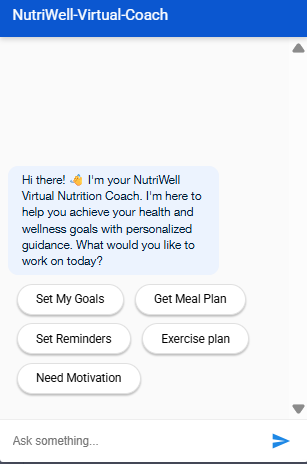 NutriWell-Virtual-Coach
Hi there! 👋 I'm your NutriWell
Virtual Nutrition Coach. I'm here to
help you achieve your health and
wellness goals with personalized
guidance. What would you like to
work on today?
Set My Goals
Get Meal Plan
Set Reminders
Exercise plan
Need Motivation
Ask something...